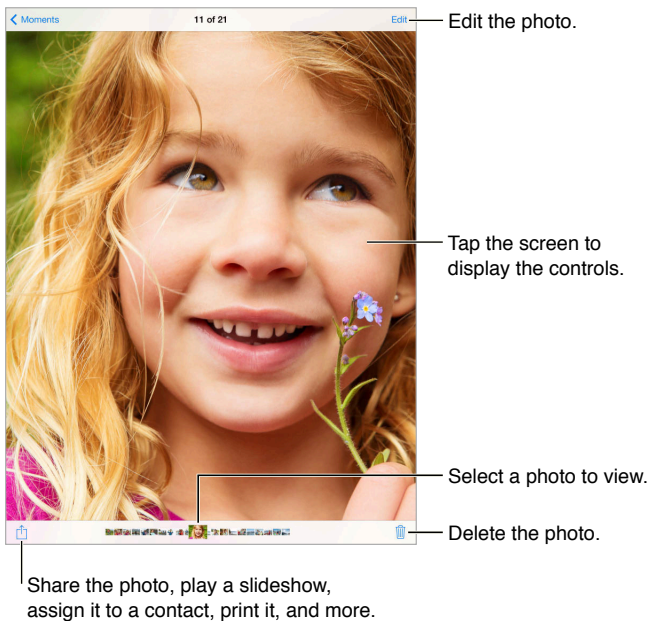 Moments
11 of 21
Edit
Edit the photo.
Tap the screen to
display the controls.
Select a photo to view.
Delete the photo.
Share the photo, play a slideshow,
assign it to a contact, print it, and more.